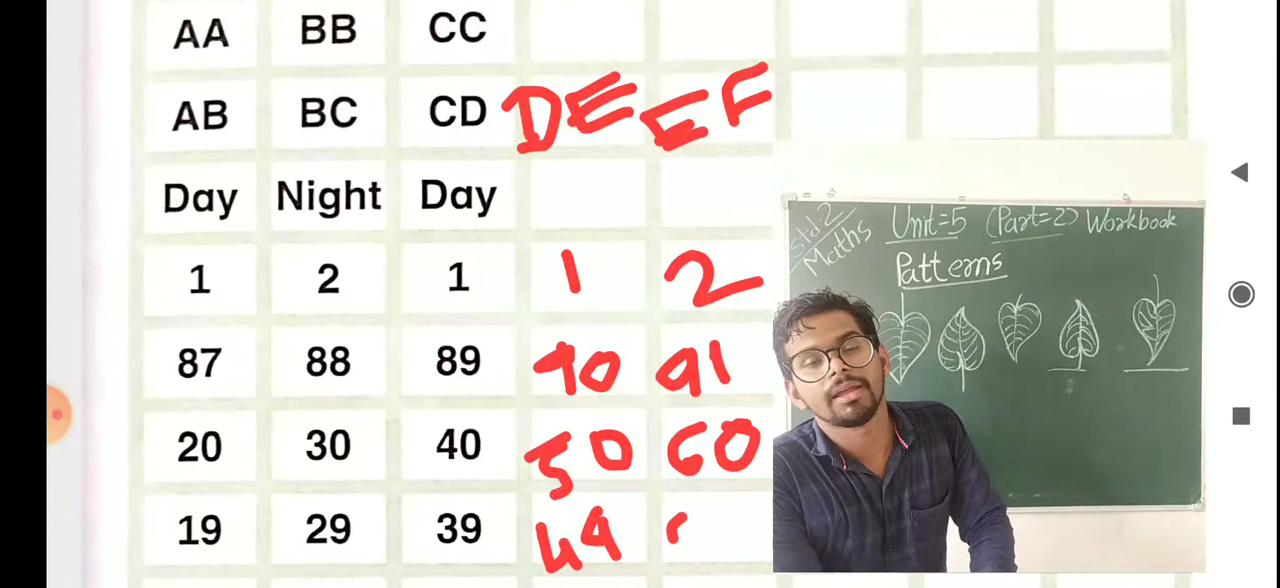 AA BB CC
AB BC CD DE EF
Day Night Day
1 2 1 1 2
87 88 89 90 91
20 30 40 50 60
19 29 39 49
Std 2
Maths
Unit=5 (Part=2) Workbook
Patterns